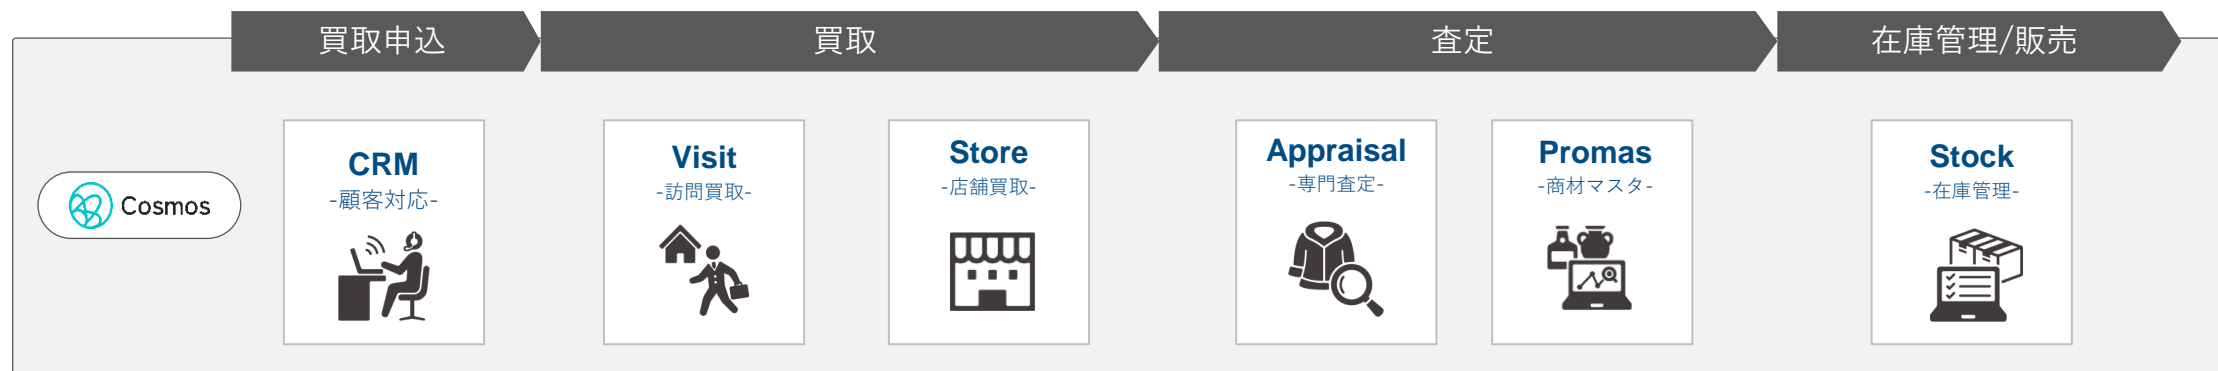 買取申込
買取
査定
在庫管理/販売
Cosmos
CRM
-顧客対応-
Visit
-訪問買取-
Store
-店舗買取-
Appraisal
-専門査定-
Promas
-商材マスタ-
Stock
-在庫管理-